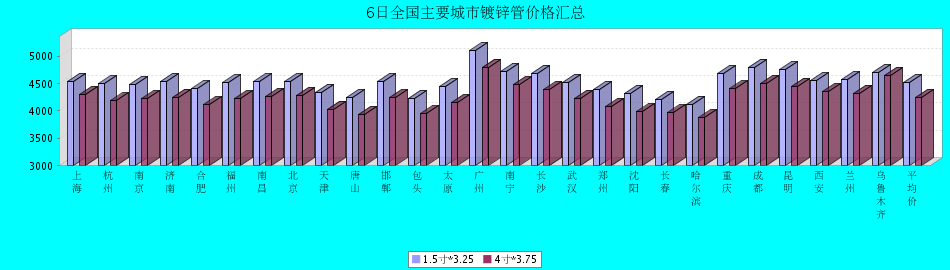 6日全国主要城市镀锌管价格汇总
5000
4500
4000
3500
3000
上海
杭州
南京
济南
合肥
福州
南昌
北京
天津
唐山
邯郸
包头
太原
广州
南宁
长沙
武汉
郑州
沈阳
长春
哈尔滨
重庆
成都
昆明
西安
兰州
乌鲁木齐
平均价
1.5寸*3.25
4寸*3.75